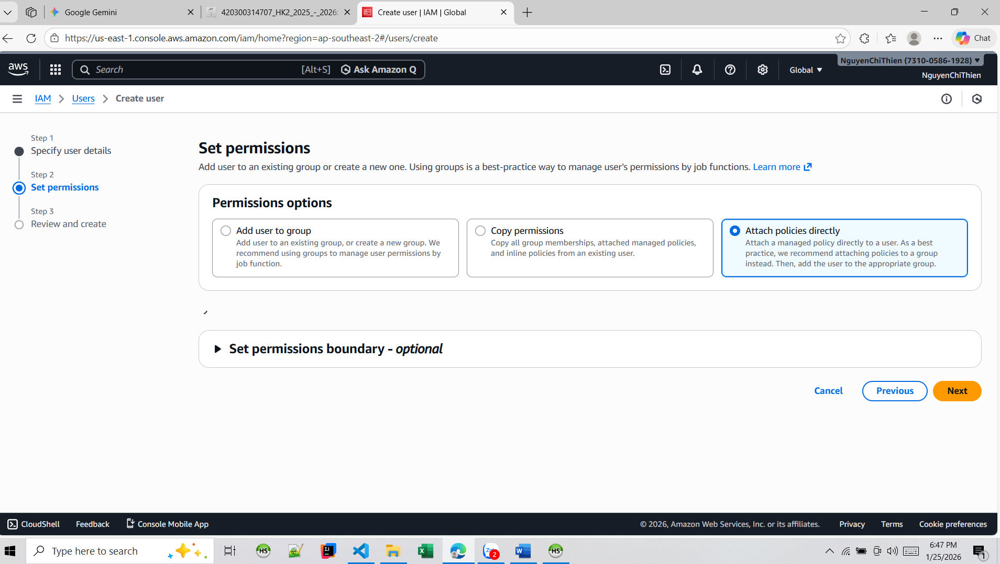 Google Gemini
420300314707_HK2_2025_-_2026:
Create user | IAM | Global
https://us-east-1.console.aws.amazon.com/iam/home?region=ap-southeast-2#/users/create
Chat
aws
Search
[Alt+S]
Ask Amazon Q
Global
NguyenChiThien (7310-0586-1928)
NguyenChiThien
IAM
Users
Create user
Step 1
Specify user details
Step 2
Set permissions
Step 3
Review and create
Set permissions
Add user to an existing group or create a new one. Using groups is a best-practice way to manage user's permissions by job functions. Learn more
Permissions options
Add user to group
Add user to an existing group, or create a new group. We
recommend using groups to manage user permissions by
job function.
Copy permissions
Copy all group memberships, attached managed policies,
and inline policies from an existing user.
Attach policies directly
Attach a managed policy directly to a user. As a best
practice, we recommend attaching policies to a group
instead. Then, add the user to the appropriate group.
Set permissions boundary - optional
Cancel
Previous
Next
CloudShell
Feedback
Console Mobile App
© 2026, Amazon Web Services, Inc. or its affiliates.
Privacy
Terms
Cookie preferences
Type here to search
HS
IJ
2
W
HS
6:47 PM
1/25/2026
1